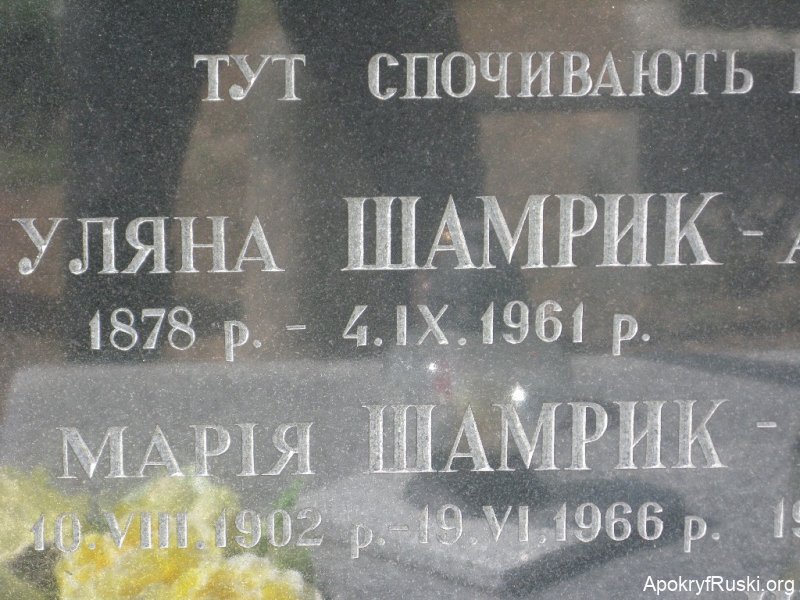 ТУТ СПОЧИВАЮТЬ
УЛЯНА ШАМРИК -
1878 р. - 4.IX.1961 р.
МАРІЯ ШАМРИК -
10.VIII.1902 р.-19.VI.1966 р.
ApokryfRuski.org